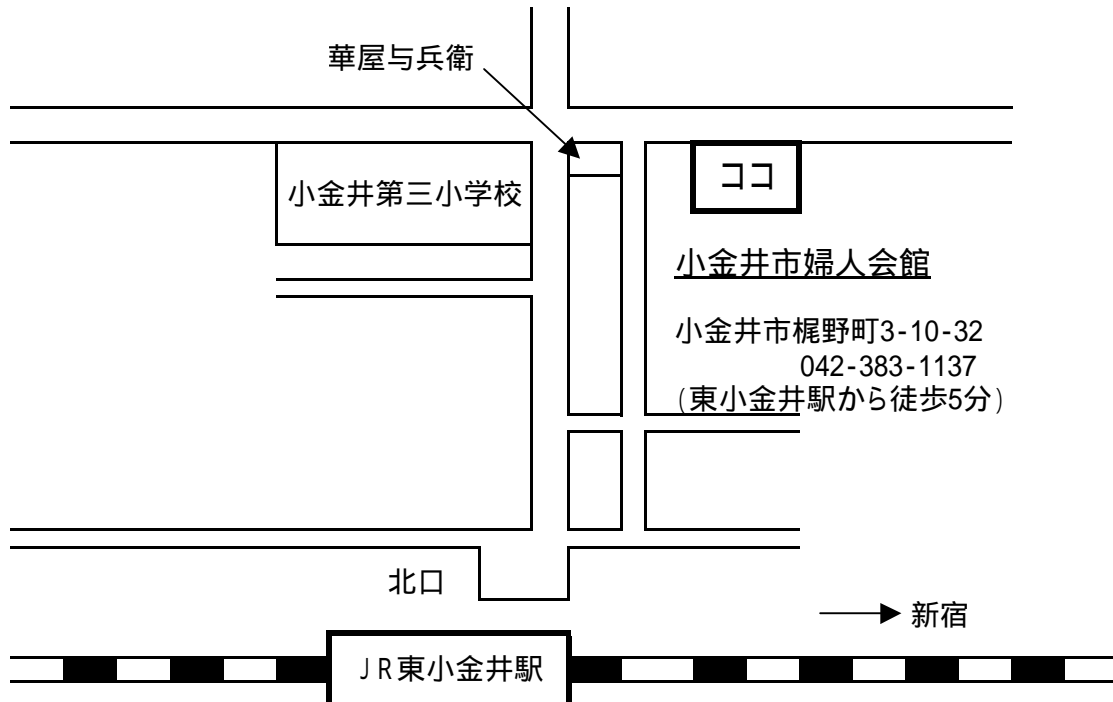 華屋与兵衛
小金井第三小学校
ココ
小金井市婦人会館
小金井市梶野町3-10-32
042-383-1137
(東小金井駅から徒歩5分)
北口
新宿
JR東小金井駅